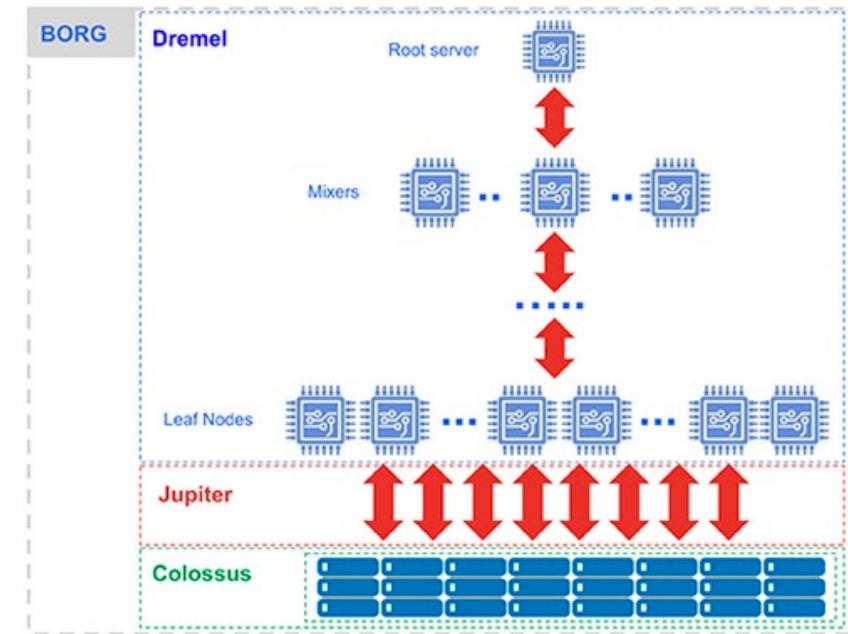 BORG
Dremel
Root server
Mixers
Leaf Nodes
Jupiter
Colossus